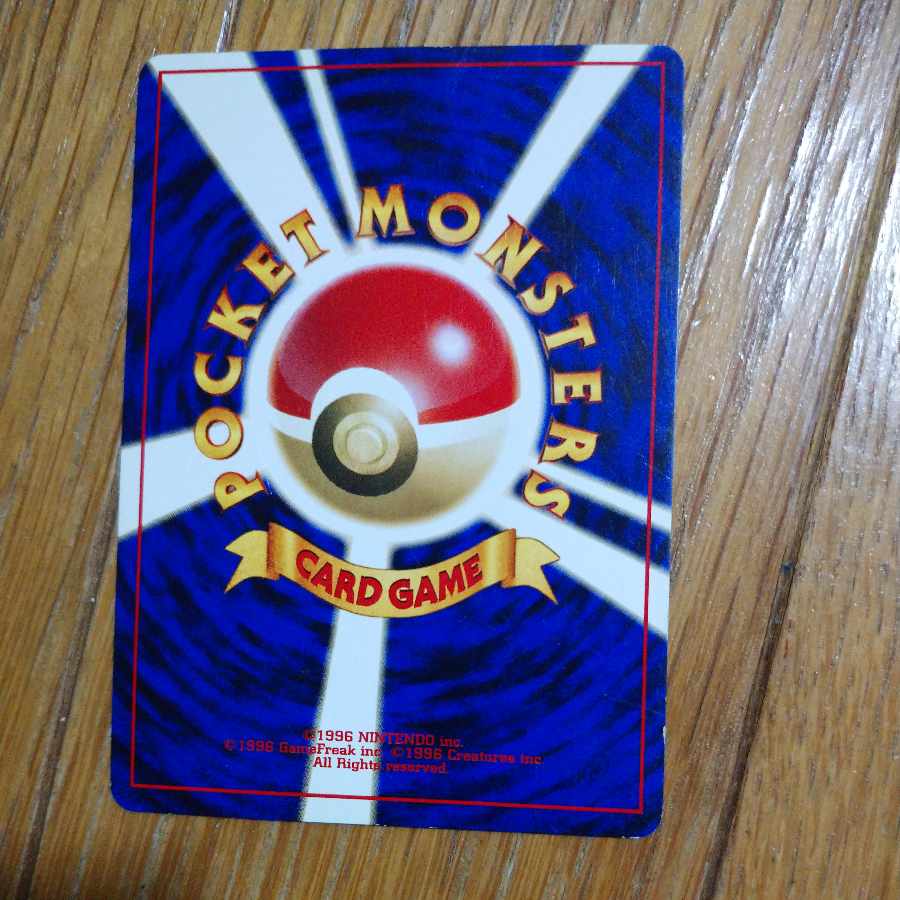 POCKET MONSTERS
CARD GAME
©1996 NINTENDO inc.
©1996 GameFreak inc. ©1996 Creatures inc.
All Rights reserved.